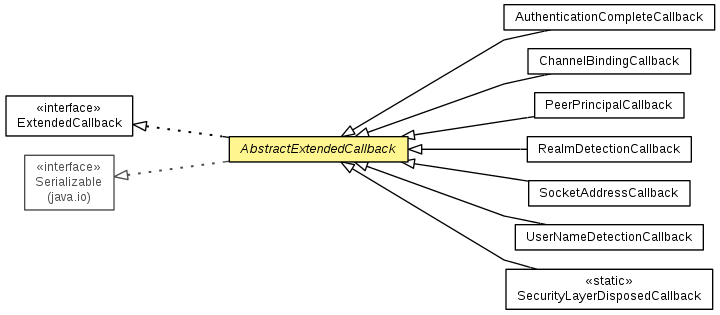 «interface»
ExtendedCallback
«interface»
Serializable
(java.io)
AbstractExtendedCallback
AuthenticationCompleteCallback
ChannelBindingCallback
PeerPrincipalCallback
RealmDetectionCallback
SocketAddressCallback
UserNameDetectionCallback
«static»
SecurityLayerDisposedCallback